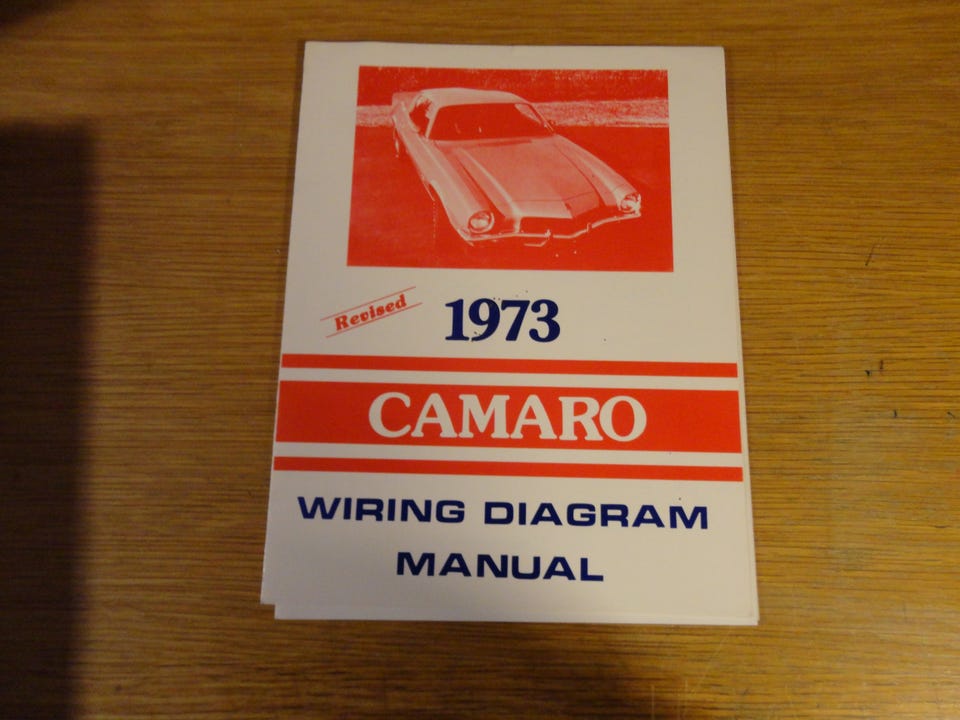 Revised
1973
CAMARO
WIRING DIAGRAM
MANUAL